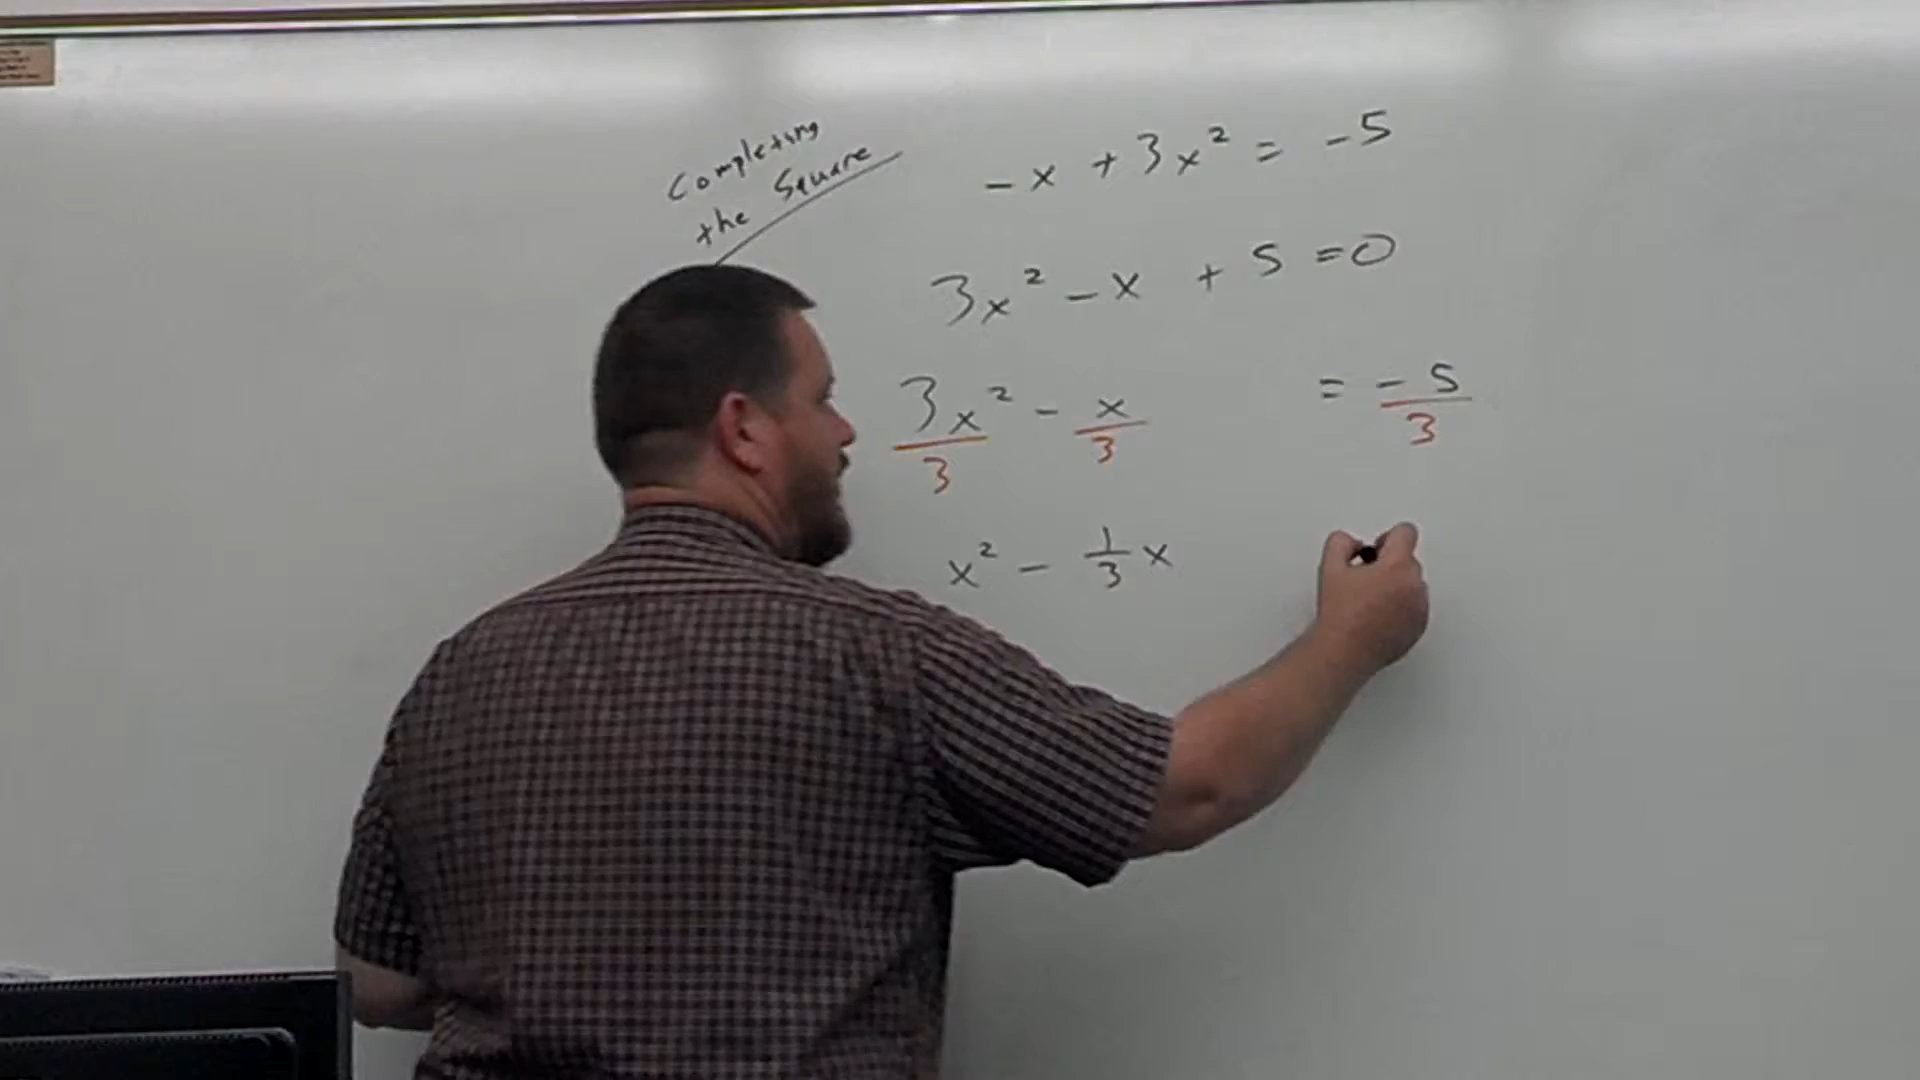 Completing
the Square
-x + 3x² = -5
3x² - x + 5 = 0
3x²/3 - x/3 = -5/3
x² - 1/3 x